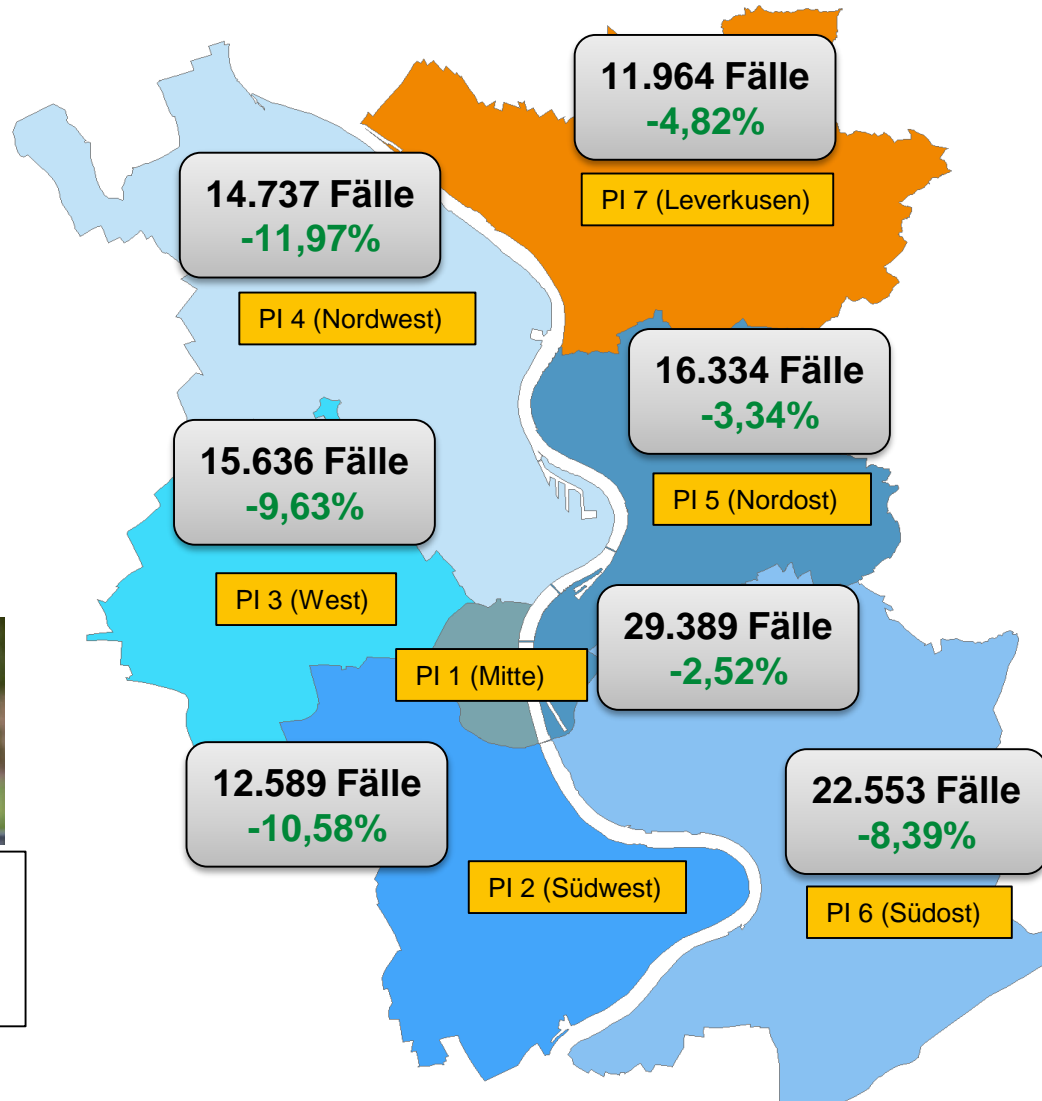 11.964 Fälle
-4,82%
PI 7 (Leverkusen)
14.737 Fälle
-11,97%
PI 4 (Nordwest)
16.334 Fälle
-3,34%
PI 5 (Nordost)
15.636 Fälle
-9,63%
PI 3 (West)
29.389 Fälle
-2,52%
PI 1 (Mitte)
12.589 Fälle
-10,58%
PI 2 (Südwest)
22.553 Fälle
-8,39%
PI 6 (Südost)